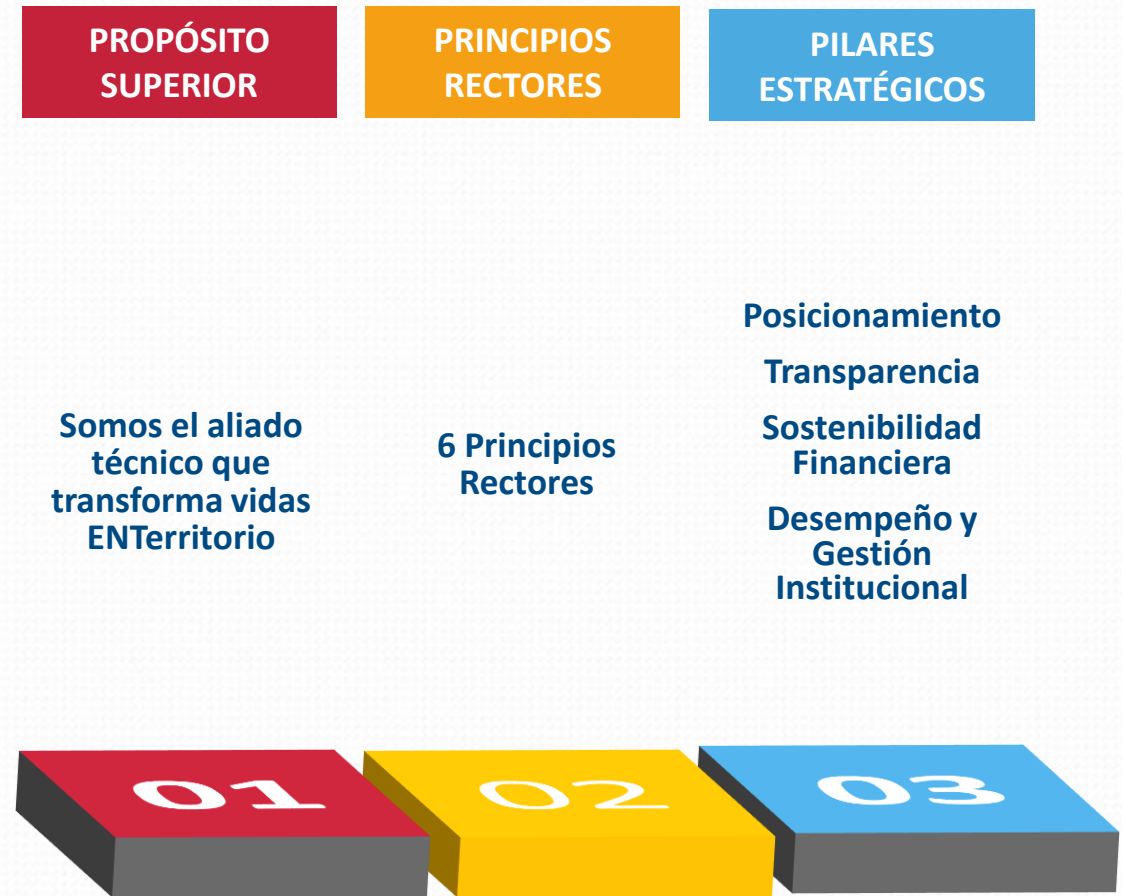 PROPÓSITO
SUPERIOR
PRINCIPIOS
RECTORES
PILARES
ESTRATÉGICOS
Somos el aliado
técnico que
transforma vidas
ENTerritorio
6 Principios
Rectores
Posicionamiento
Transparencia
Sostenibilidad
Financiera
Desempeño y
Gestión
Institucional
01
02
03